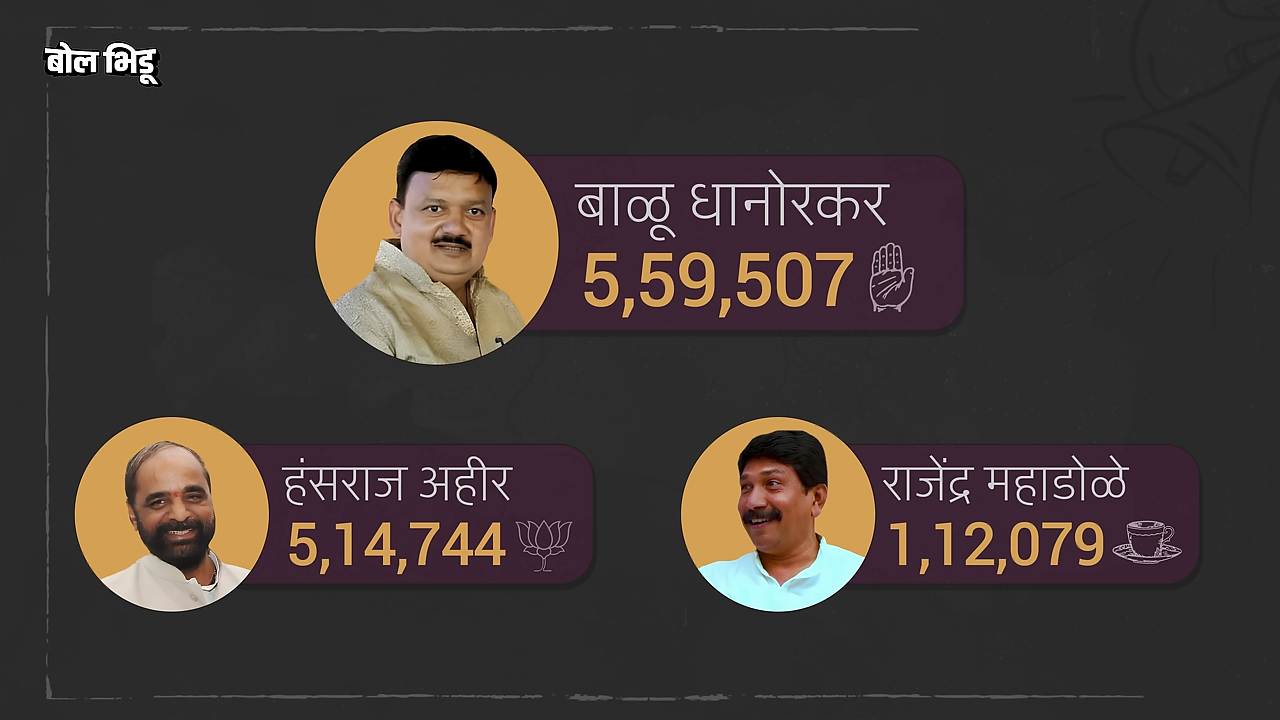 बोल भिडू
बाळू धानोरकर
5,59,507
हंसराज अहीर
5,14,744
राजेंद्र महाडोळे
1,12,079